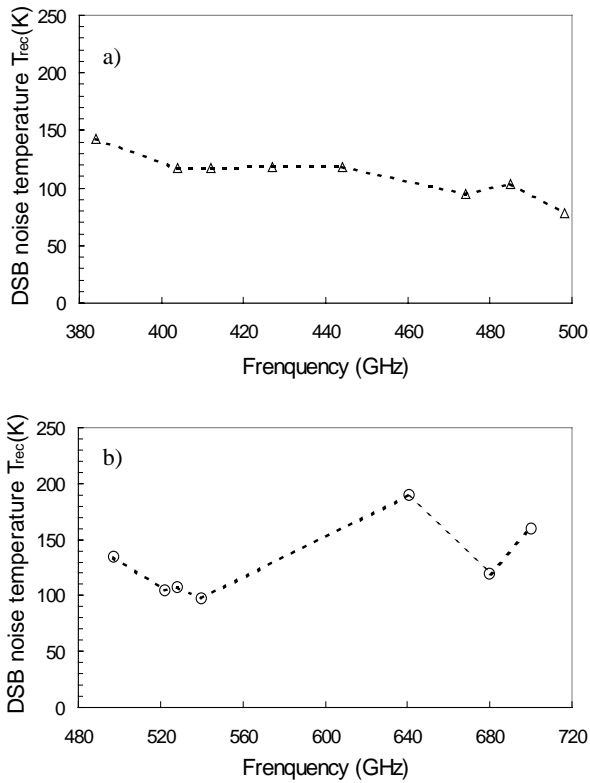 250
200
150
100
50
0
DSB noise temperature Trec(K)
a)
380 400 420 440 460 480 500
Frenquency (GHz)
250
200
150
100
50
0
DSB noise temperature Trec(K)
b)
480 520 560 600 640 680 720
Frenquency (GHz)